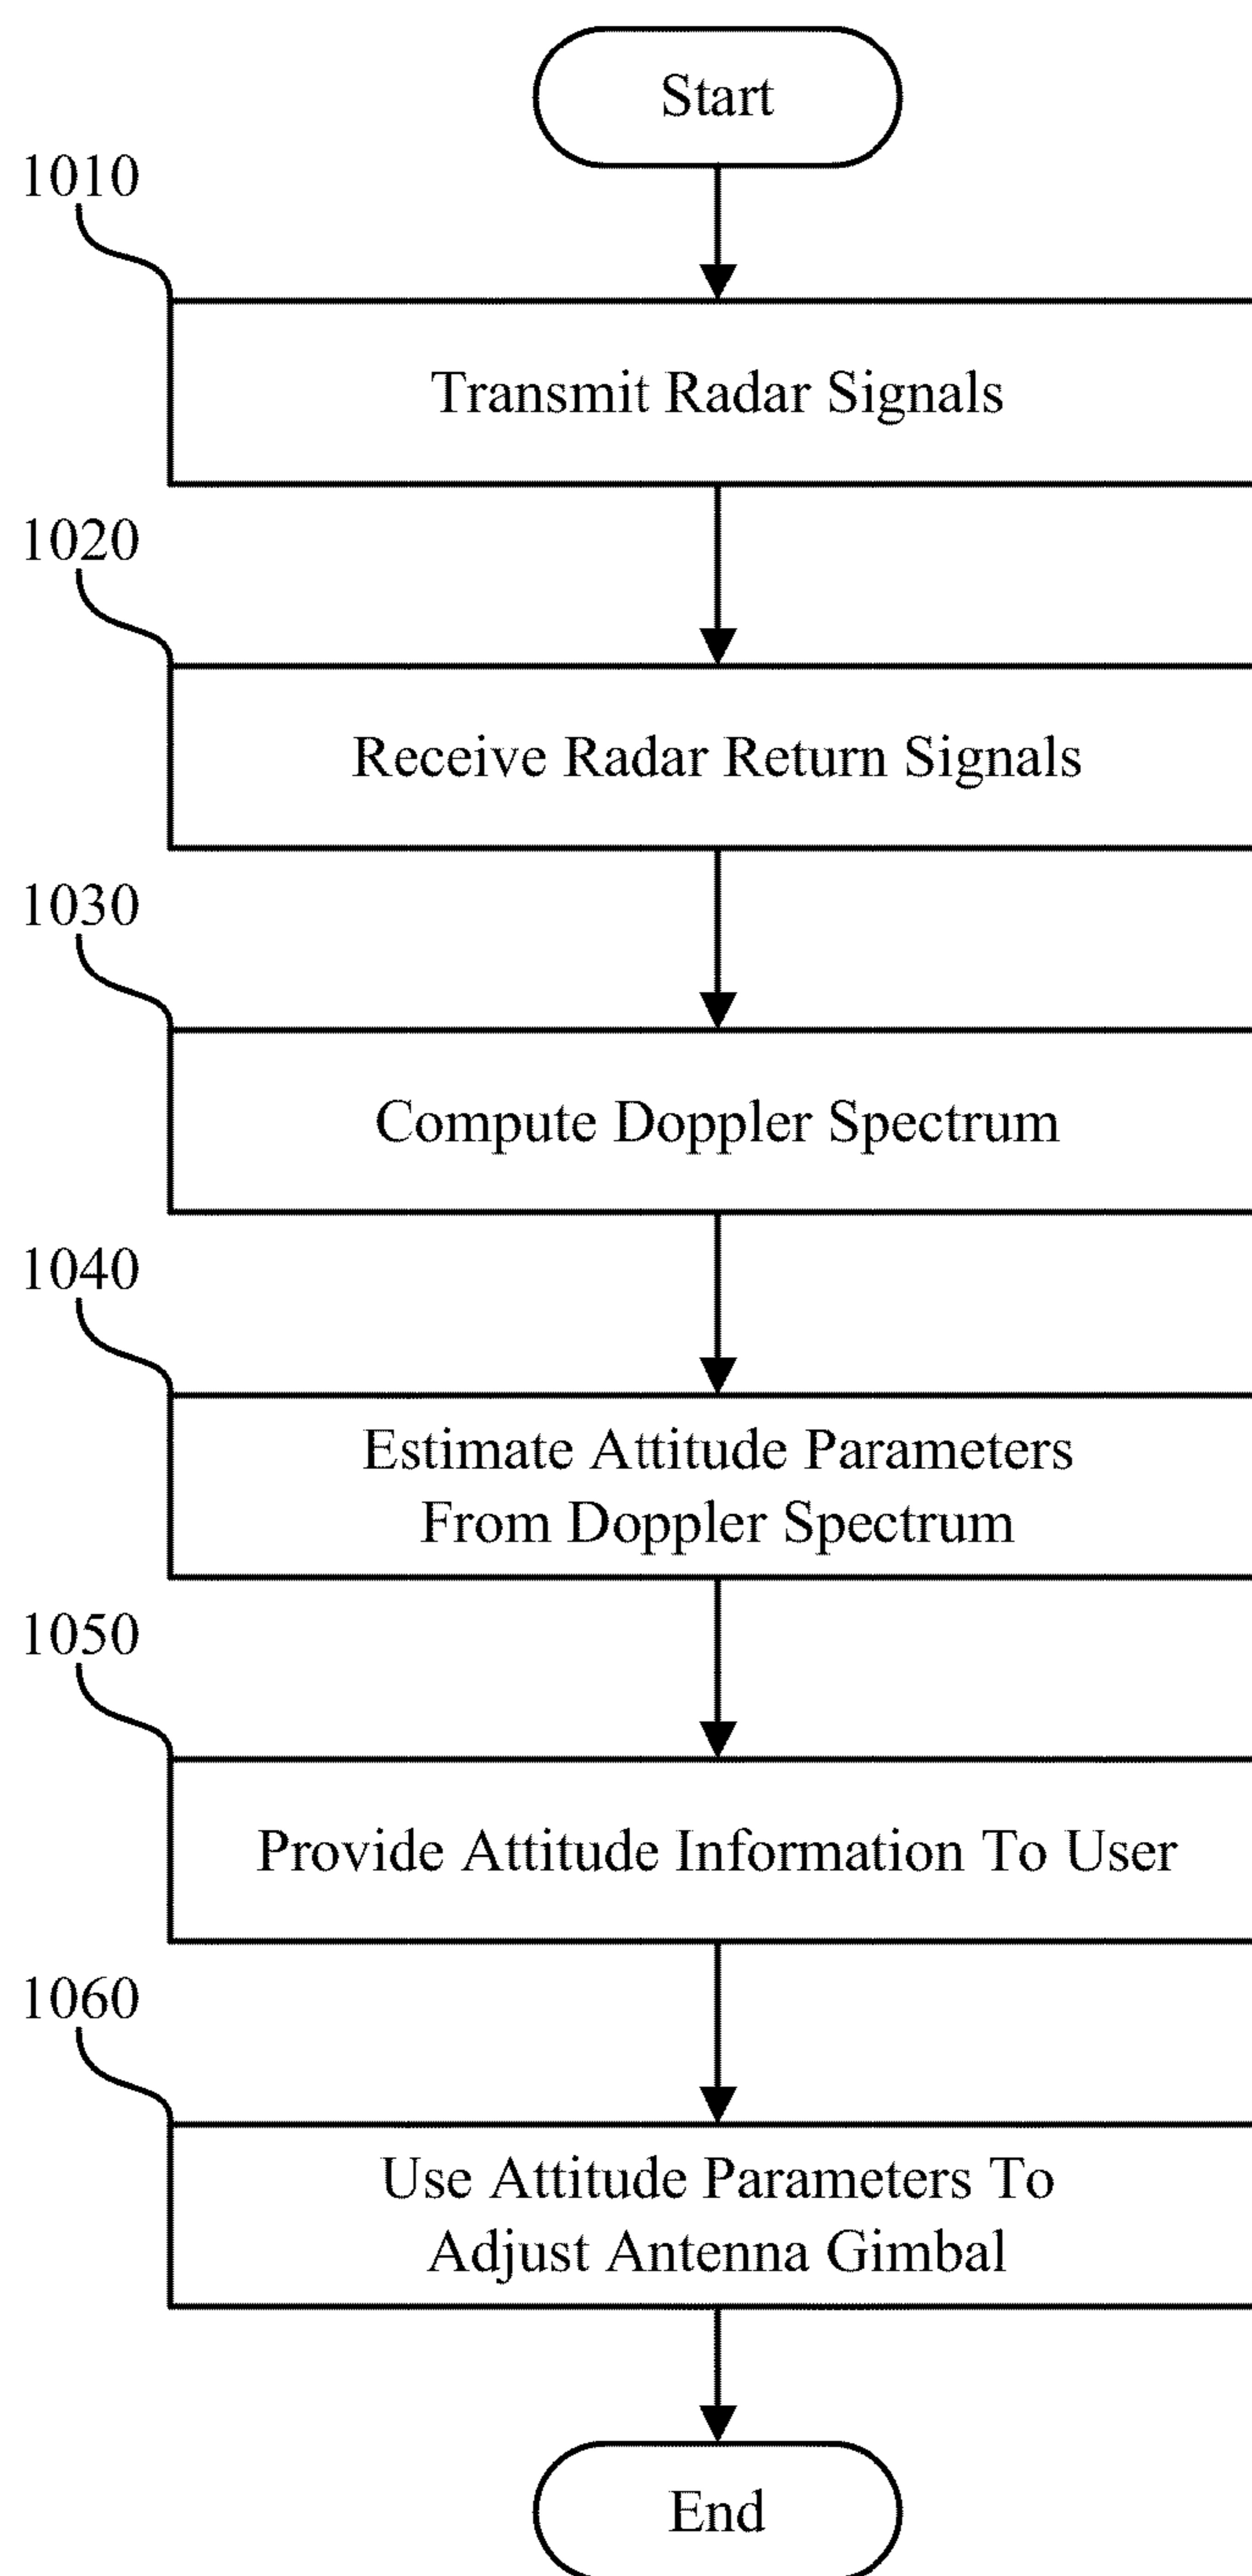 Start
1010
Transmit Radar Signals
1020
Receive Radar Return Signals
1030
Compute Doppler Spectrum
1040
Estimate Attitude Parameters
From Doppler Spectrum
1050
Provide Attitude Information To User
1060
Use Attitude Parameters To
Adjust Antenna Gimbal
End